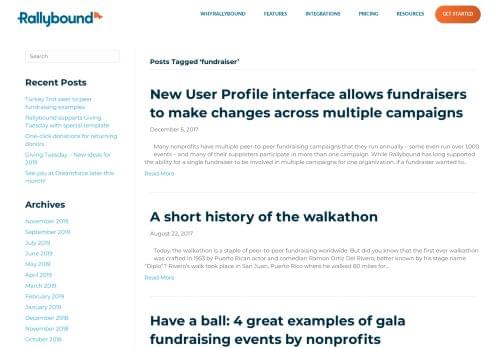 Rallybound
WHY RALLYBOUND
FEATURES
INTEGRATIONS
PRICING
RESOURCES
GET STARTED
Search
Recent Posts
Turkey Trot peer to peer
fundraising examples
Rallybound supports Giving
Tuesday with special template
One-click donations for returning
donors
Giving Tuesday – New ideas for
2019
See you at Dreamforce later this
month!
Archives
November 2019
September 2019
July 2019
June 2019
May 2019
April 2019
March 2019
February 2019
January 2019
December 2018
November 2018
October 2018
Posts Tagged ‘fundraiser’
New User Profile interface allows fundraisers
to make changes across multiple campaigns
December 5, 2017
Many nonprofits have multiple peer-to-peer fundraising campaigns that they run annually – some even run over 1,000
events – and many of their supporters participate in more than one campaign. While Rallybound has long supported
the ability for a single fundraiser to be involved in multiple campaigns for one organization, if a fundraiser wanted to...
Read More
A short history of the walkathon
August 22, 2017
Today, the walkathon is a staple of peer-to-peer fundraising worldwide. But did you know that the first ever walkathon
was crafted in 1953 by Puerto Rican actor and comedian Ramon Ortiz Del Rivero, better known by his stage name
“Diplo”? Rivero’s walk took place in San Juan, Puerto Rico where he walked 80 miles for...
Read More
Have a ball: 4 great examples of gala
fundraising events by nonprofits